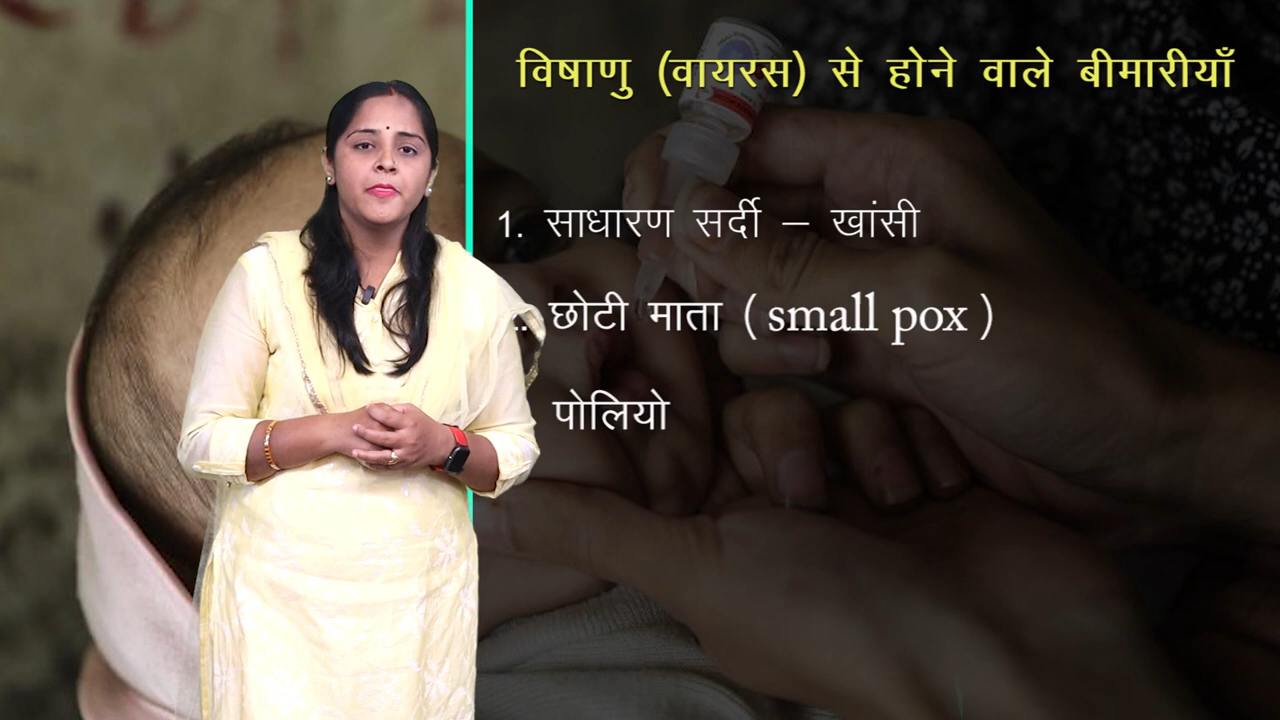 विषाणु (वायरस) से होने वाले बीमारीयाँ
1. साधारण सर्दी – खांसी
छोटी माता ( small pox )
पोलियो